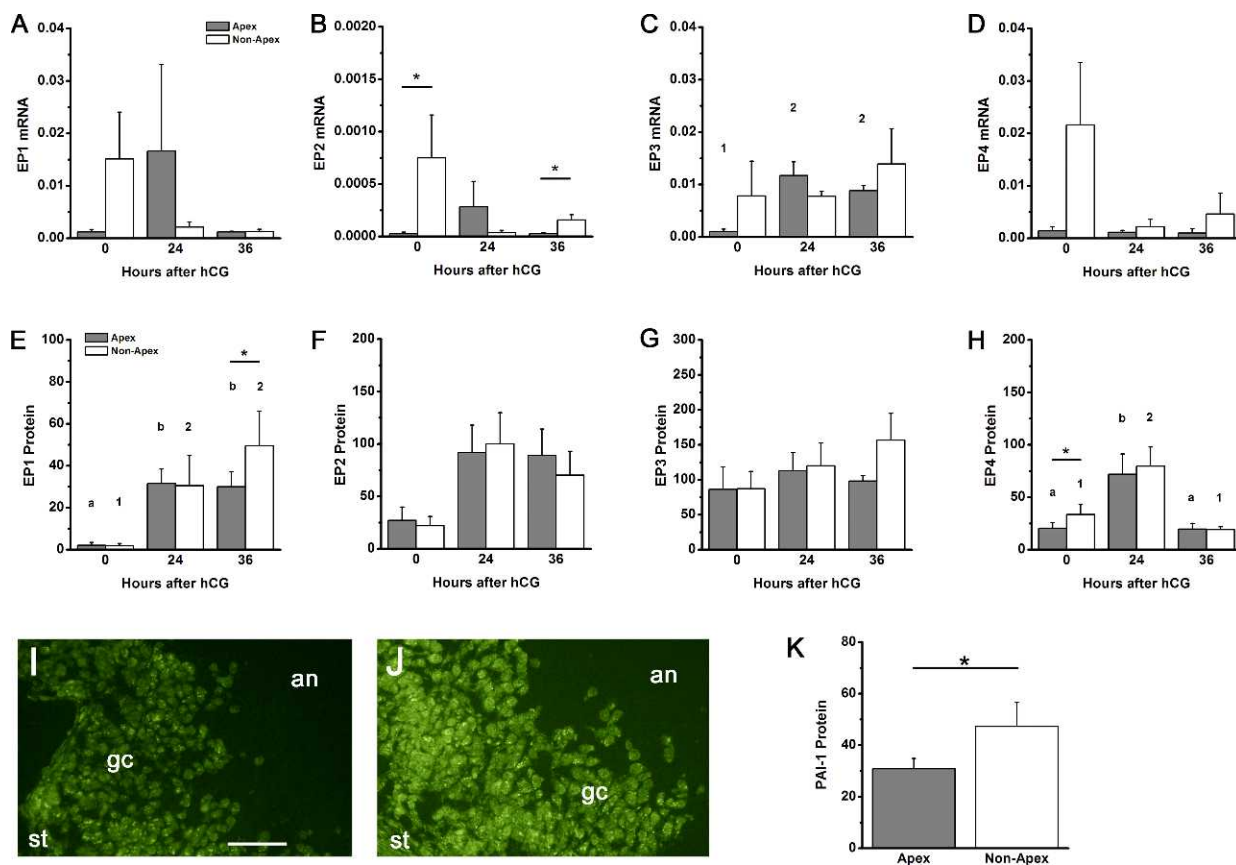 A
Apex
Non-Apex
EP1 mRNA
0.04
0.03
0.02
0.01
0.00
0 24 36
Hours after hCG
B
EP2 mRNA
0.0020
0.0015
0.0010
0.0005
0.0000
*
*
0 24 36
Hours after hCG
C
EP3 mRNA
0.04
0.03
0.02
0.01
0.00
1 2 2
0 24 36
Hours after hCG
D
EP4 mRNA
0.04
0.03
0.02
0.01
0.00
0 24 36
Hours after hCG
E
Apex
Non-Apex
EP1 Protein
100
80
60
40
20
0
*
a 1 b 2 b 2
0 24 36
Hours after hCG
F
EP2 Protein
200
150
100
50
0
0 24 36
Hours after hCG
G
EP3 Protein
300
250
200
150
100
50
0
0 24 36
Hours after hCG
H
EP4 Protein
200
150
100
75
50
25
0
*
a 1 b 2 a 1
0 24 36
Hours after hCG
I
an
gc
st
J
an
gc
st
K
PAI-1 Protein
80
60
40
20
0
*
Apex Non-Apex